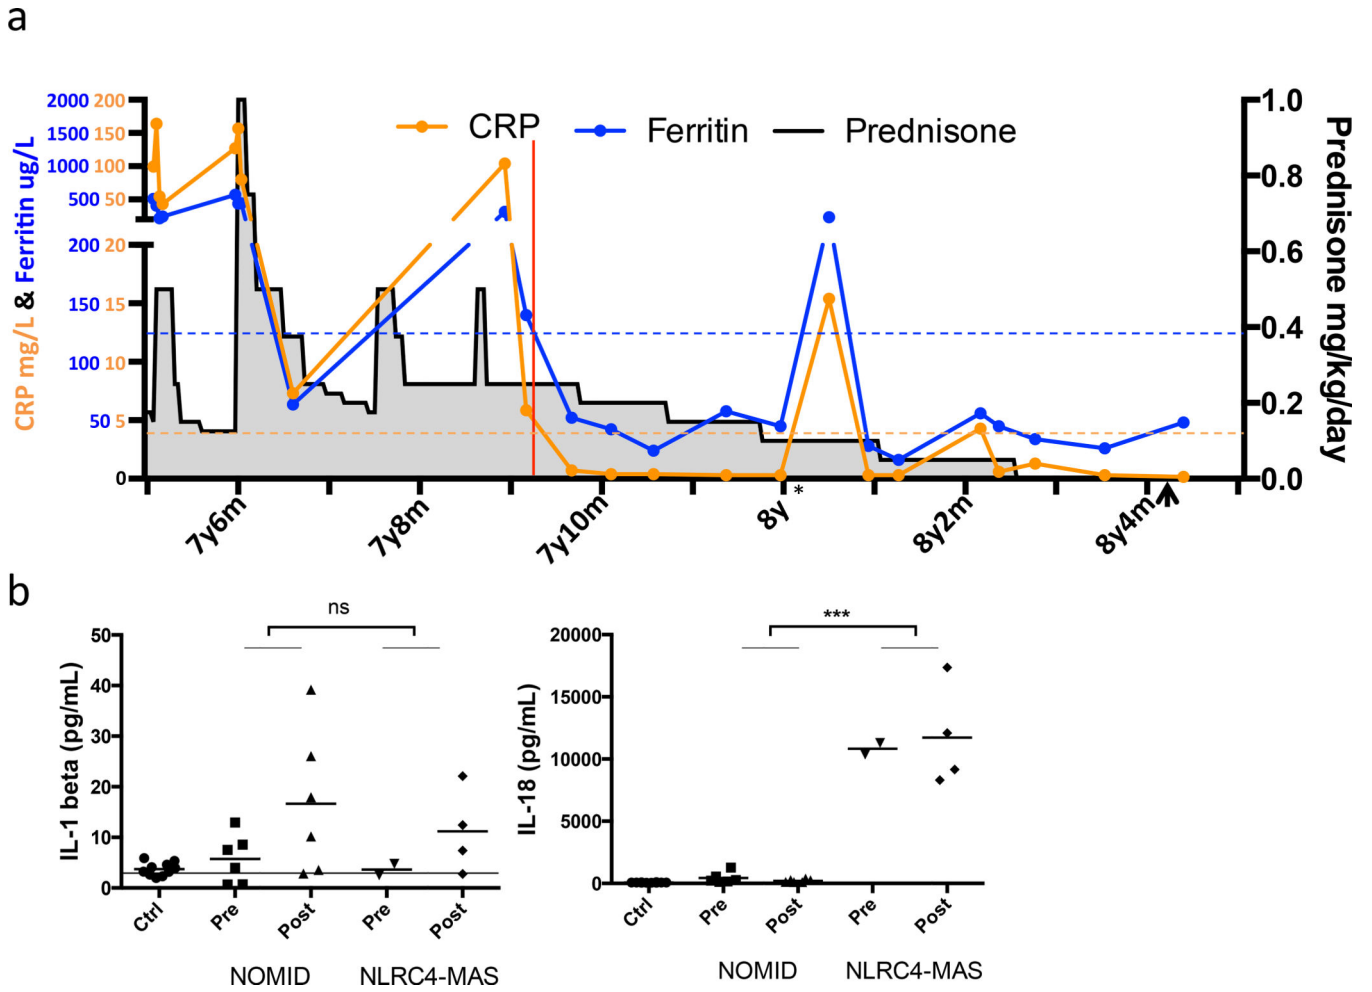 a
CRP mg/L & Ferritin ug/L
2000 200
1500 150
1000 100
500 50
200 20
150 15
100 10
50 5
0
CRP Ferritin Prednisone
1.0
0.8
0.6
0.4
0.2
0.0
Prednisone mg/kg/day
7y6m 7y8m 7y10m 8y * 8y2m 8y4m
b
IL-1 beta (pg/mL)
50
40
30
20
10
0
ns
Ctrl Pre Post Pre Post
NOMID NLRC4-MAS
IL-18 (pg/mL)
20000
15000
10000
5000
0
***
Ctrl Pre Post Pre Post
NOMID NLRC4-MAS